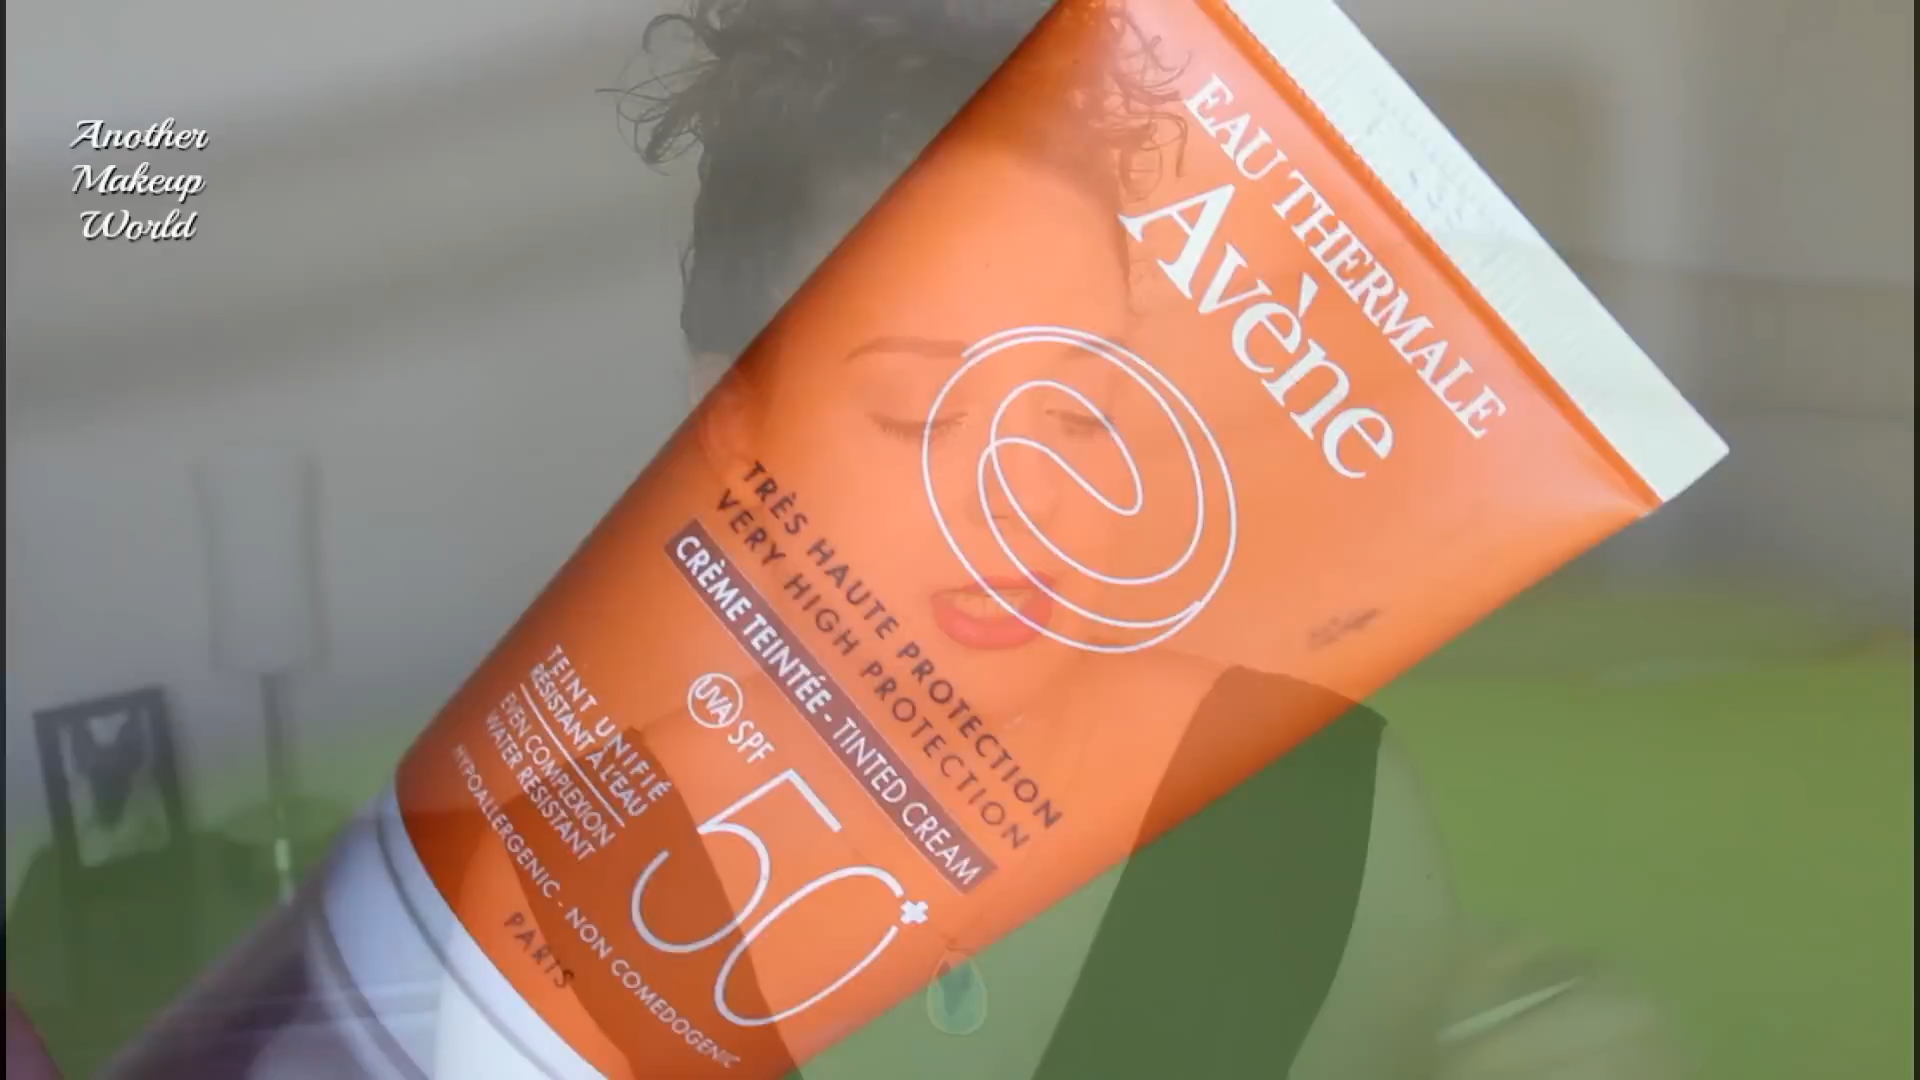 Another
Makeup
World
EAU THERMALE
Avène
TRÈS HAUTE PROTECTION
VERY HIGH PROTECTION
CRÈME TEINTÉE - TINTED CREAM
UVA SPF 50+
TEINT UNIFIÉ
RÉSISTANT À L'EAU
EVEN COMPLEXION
WATER RESISTANT
HYPOALLERGENIC - NON COMEDOGENIC
PARIS